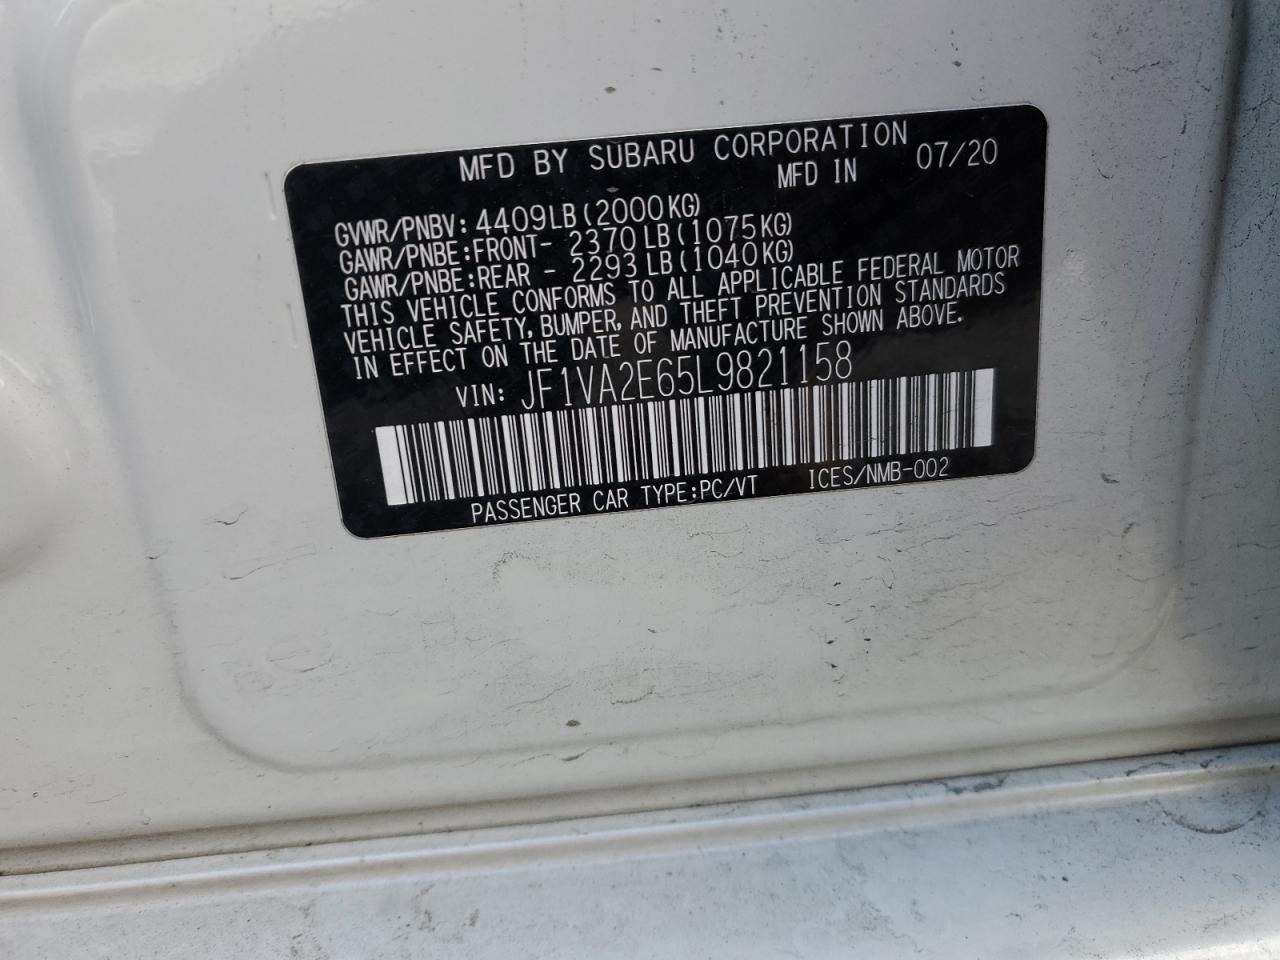 MFD BY SUBARU CORPORATION
MFD IN 07/20
GVWR/PNBV: 4409LB(2000KG)
GAWR/PNBE:FRONT- 2370LB(1075KG)
GAWR/PNBE:REAR - 2293LB(1040KG)
THIS VEHICLE CONFORMS TO ALL APPLICABLE FEDERAL MOTOR
VEHICLE SAFETY, BUMPER, AND THEFT PREVENTION STANDARDS
IN EFFECT ON THE DATE OF MANUFACTURE SHOWN ABOVE.
VIN: JF1VA2E65L9821158
PASSENGER CAR TYPE:PC/VT ICES/NMB-002